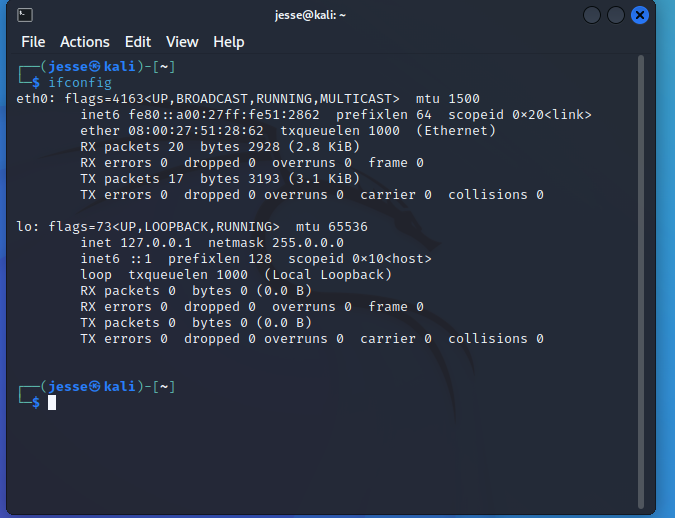 jesse@kali: ~
File Actions Edit View Help
┌──(jesse㉿kali)-[~]
└─$ ifconfig
eth0: flags=4163<UP,BROADCAST,RUNNING,MULTICAST>  mtu 1500
        inet6 fe80::a00:27ff:fe51:2862  prefixlen 64  scopeid 0×20<link>
        ether 08:00:27:51:28:62  txqueuelen 1000  (Ethernet)
        RX packets 20  bytes 2928 (2.8 KiB)
        RX errors 0  dropped 0  overruns 0  frame 0
        TX packets 17  bytes 3193 (3.1 KiB)
        TX errors 0  dropped 0 overruns 0  carrier 0  collisions 0
lo: flags=73<UP,LOOPBACK,RUNNING>  mtu 65536
        inet 127.0.0.1  netmask 255.0.0.0
        inet6 ::1  prefixlen 128  scopeid 0×10<host>
        loop  txqueuelen 1000  (Local Loopback)
        RX packets 0  bytes 0 (0.0 B)
        RX errors 0  dropped 0  overruns 0  frame 0
        TX packets 0  bytes 0 (0.0 B)
        TX errors 0  dropped 0 overruns 0  carrier 0  collisions 0
┌──(jesse㉿kali)-[~]
└─$